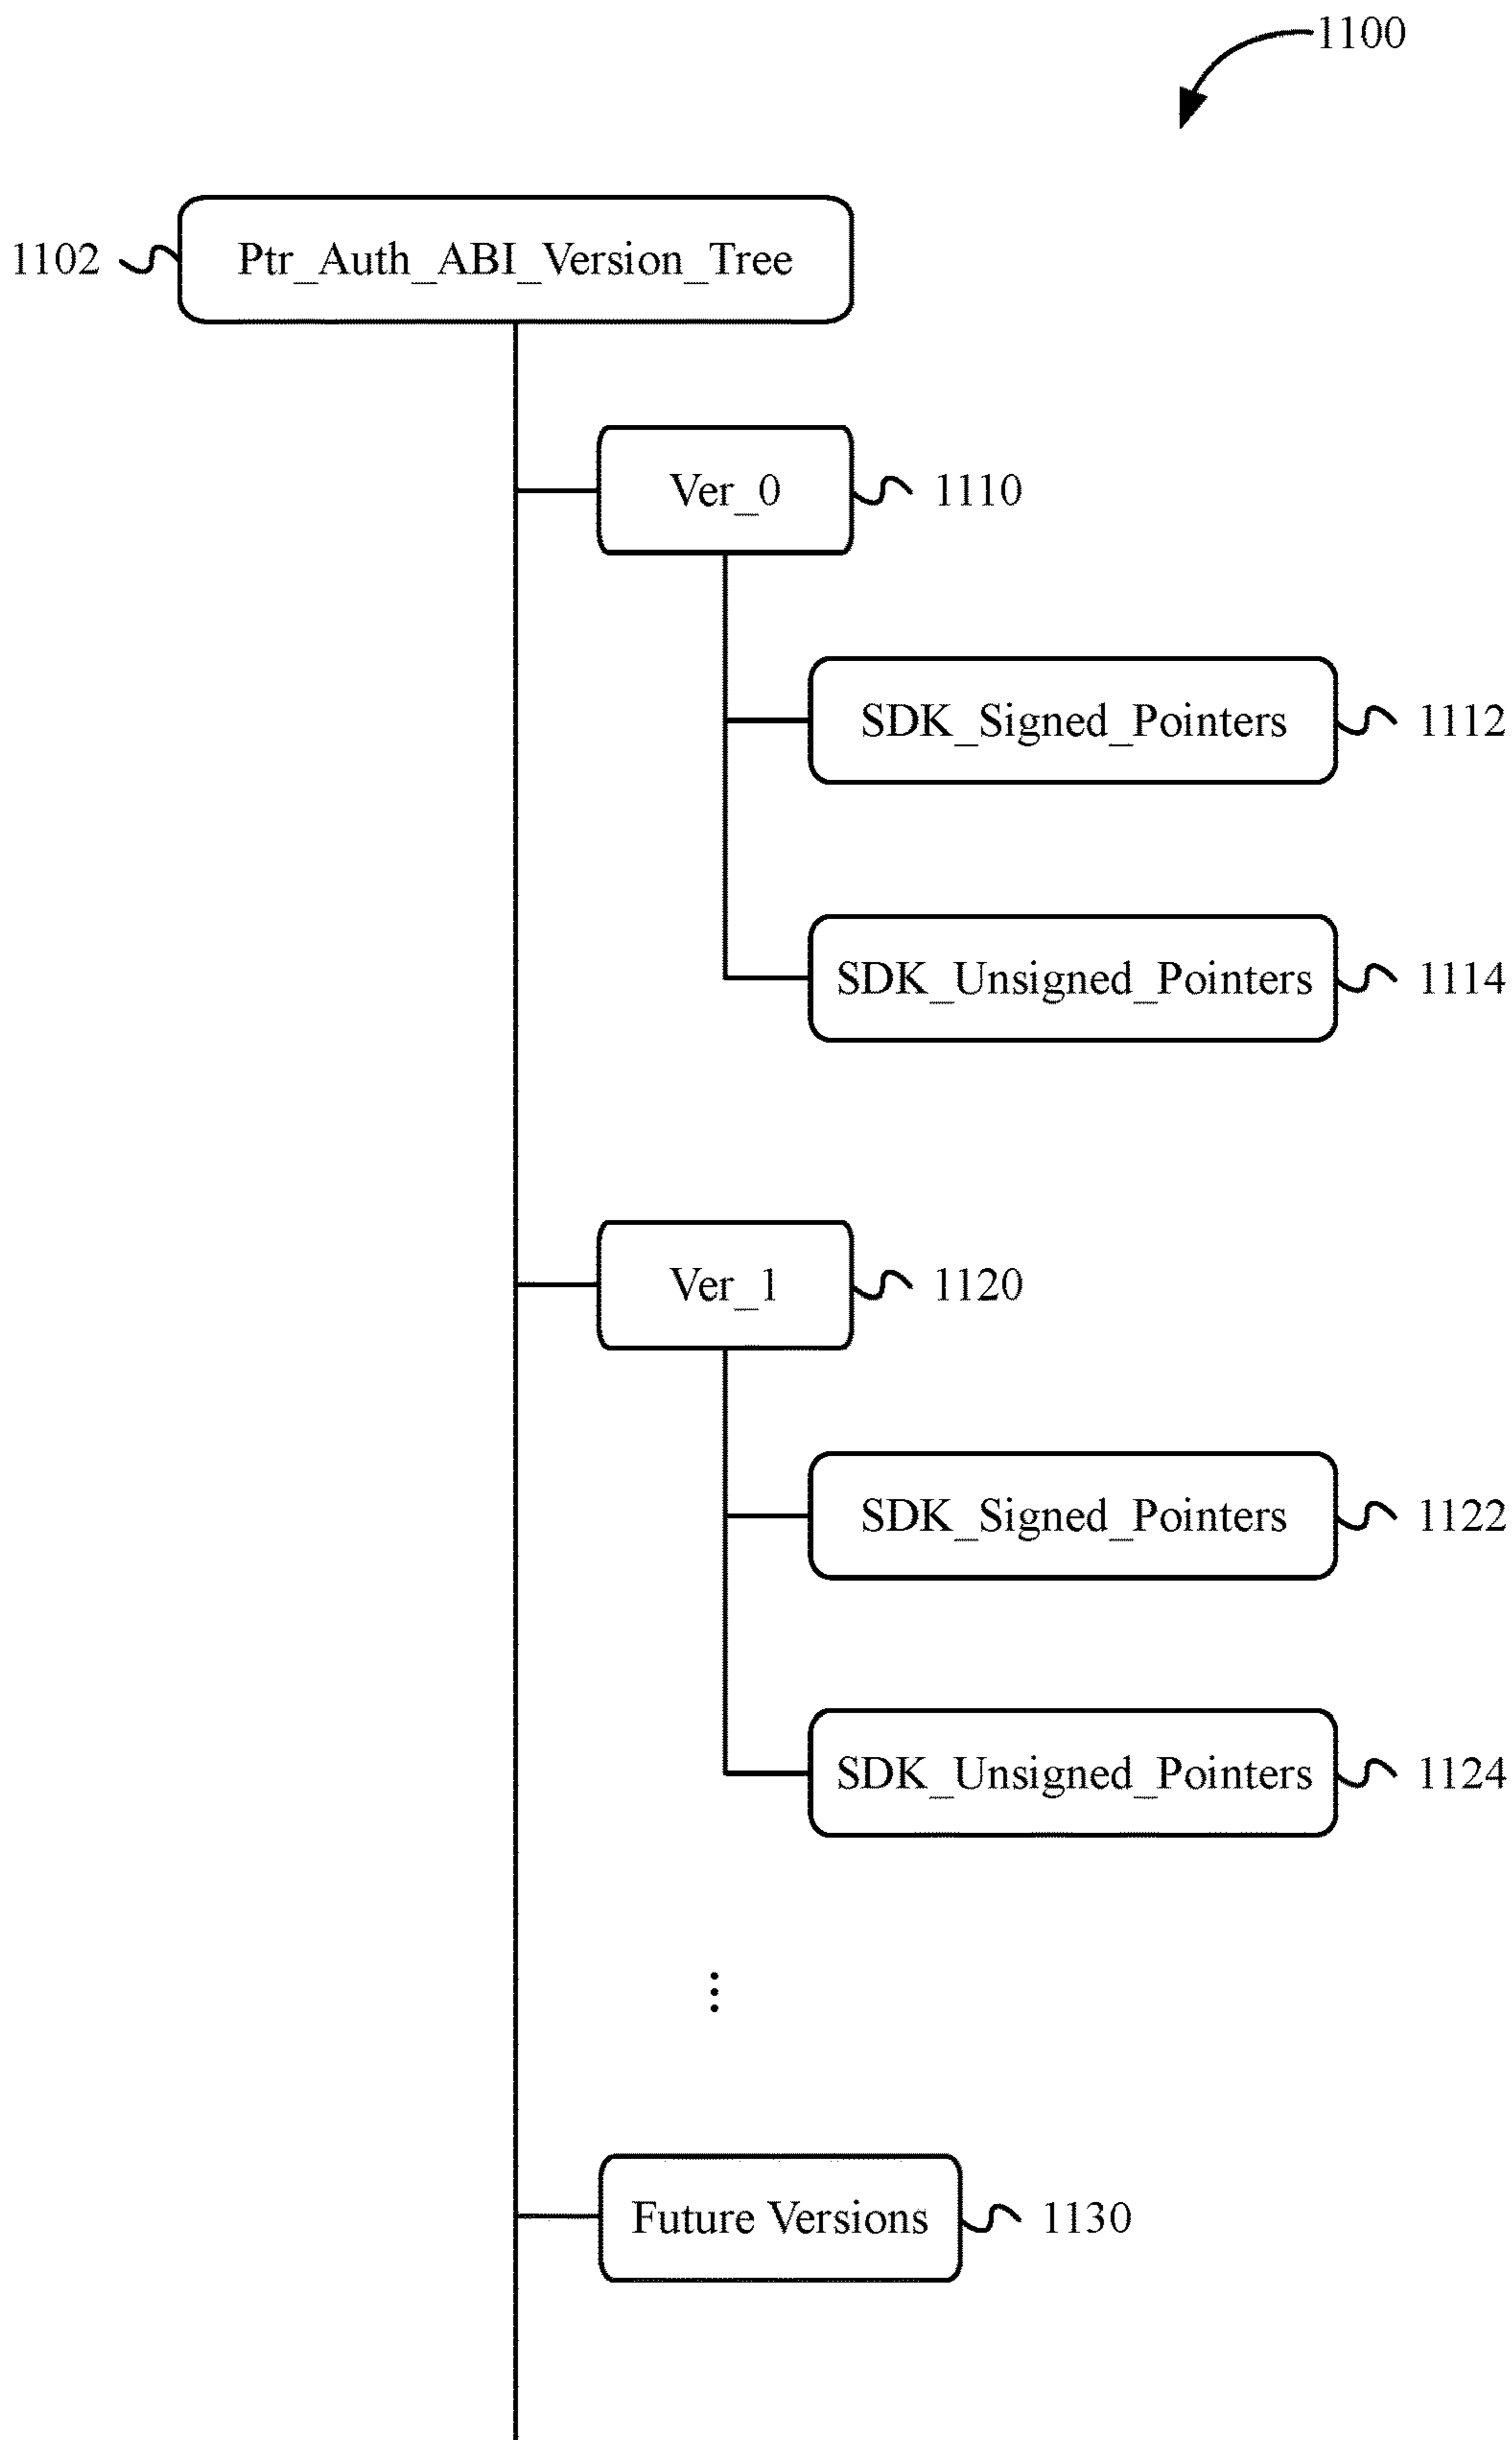 1100
1102 Ptr_Auth_ABI_Version_Tree
Ver_0 1110
SDK_Signed_Pointers 1112
SDK_Unsigned_Pointers 1114
Ver_1 1120
SDK_Signed_Pointers 1122
SDK_Unsigned_Pointers 1124
⋮
Future Versions 1130